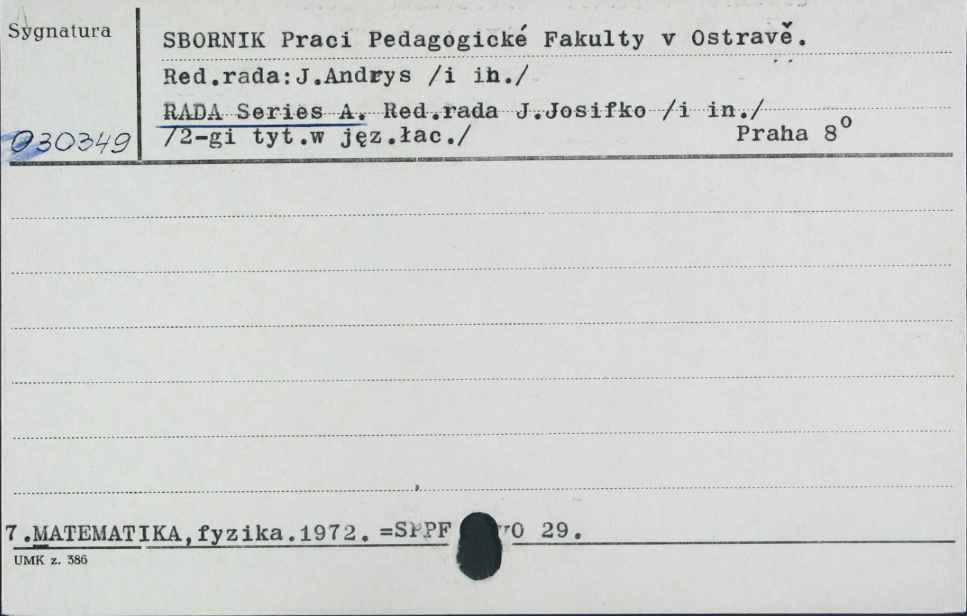 Sygnatura
SBORNIK Praci Pedagogické Fakulty v Ostravě.
Red.rada:J.Andrys /i in./
RADA Series A. Red.rada J.Josifko /i in./
030349 /2-gi tyt.w jęz.łac./ Praha 8°
7.MATEMATIKA,fyzika.1972. =SPPF O 29.
UMK z. 386